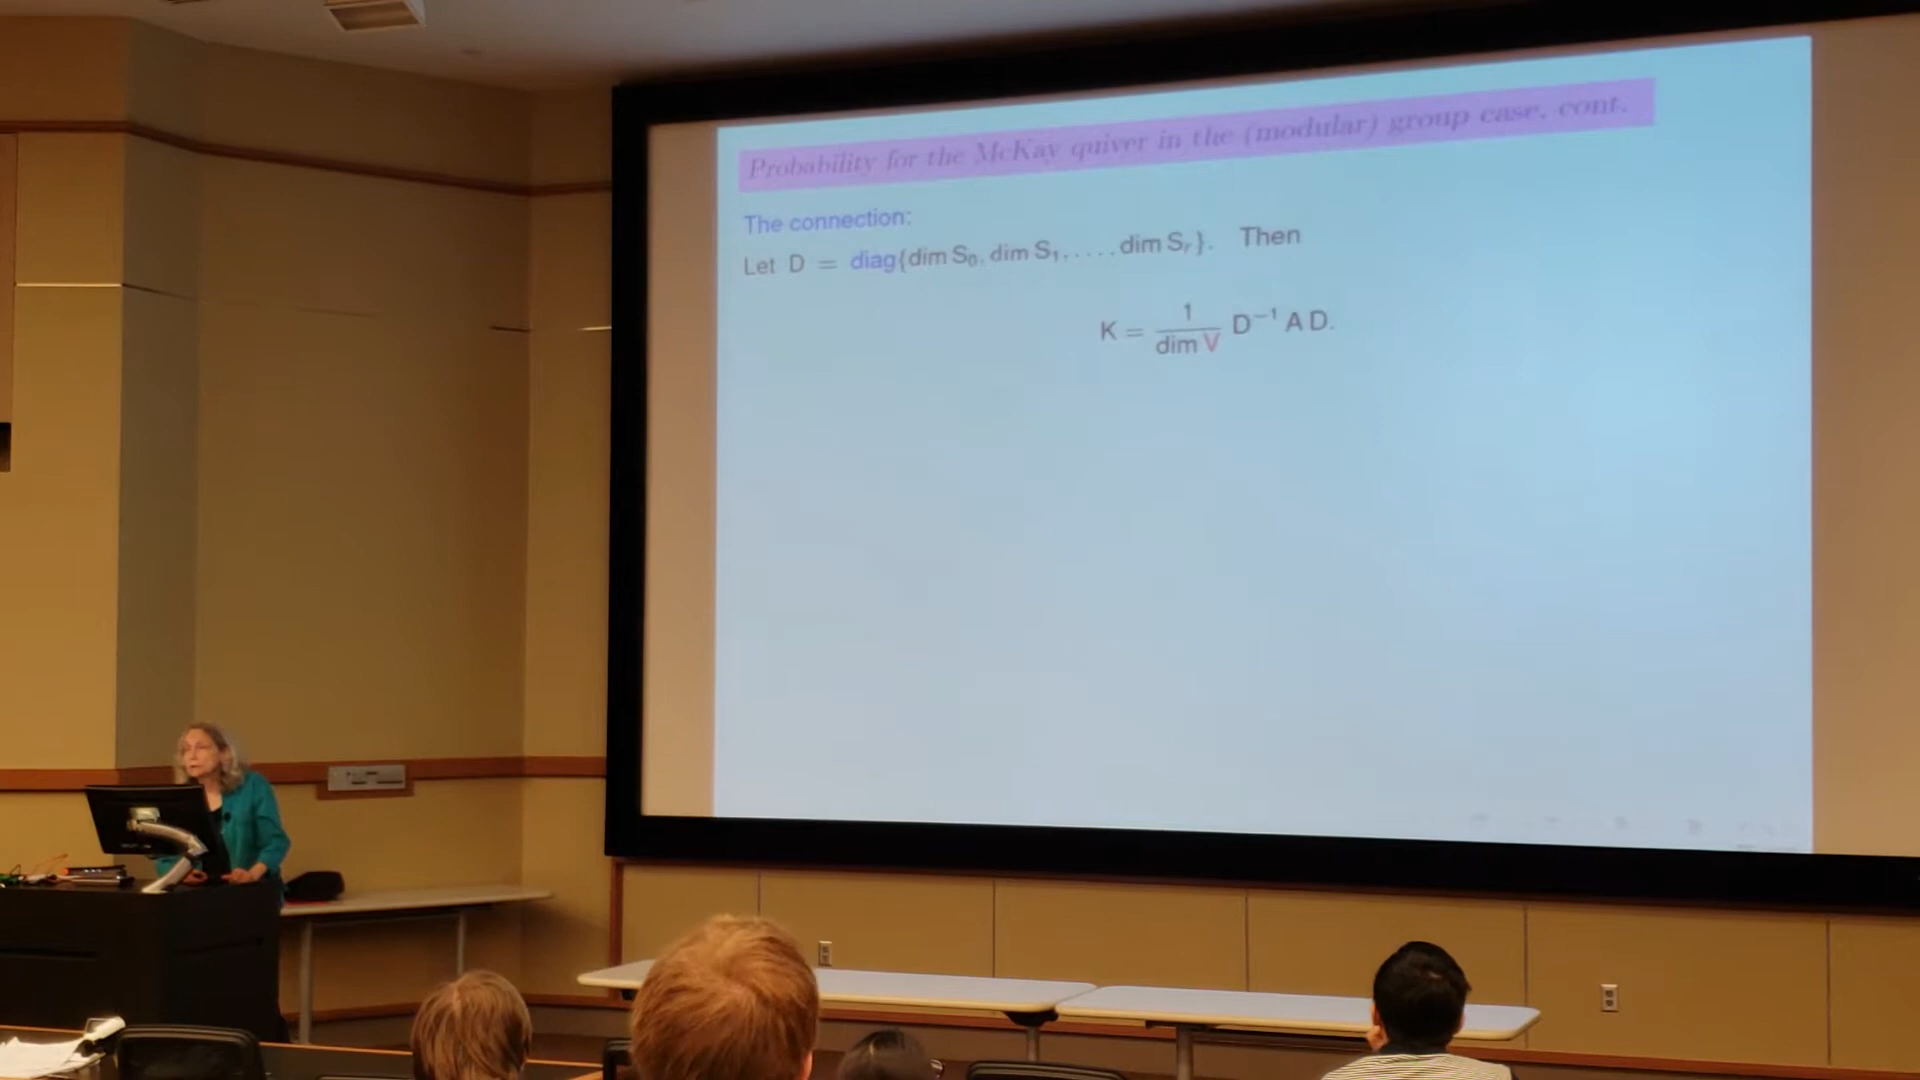 Probability for the McKay quiver in the (modular) group case, cont.
The connection:
Let D = diag{dim S₀, dim S₁, . . . , dim Sᵣ}. Then
K = 1/dim V D⁻¹ A D.